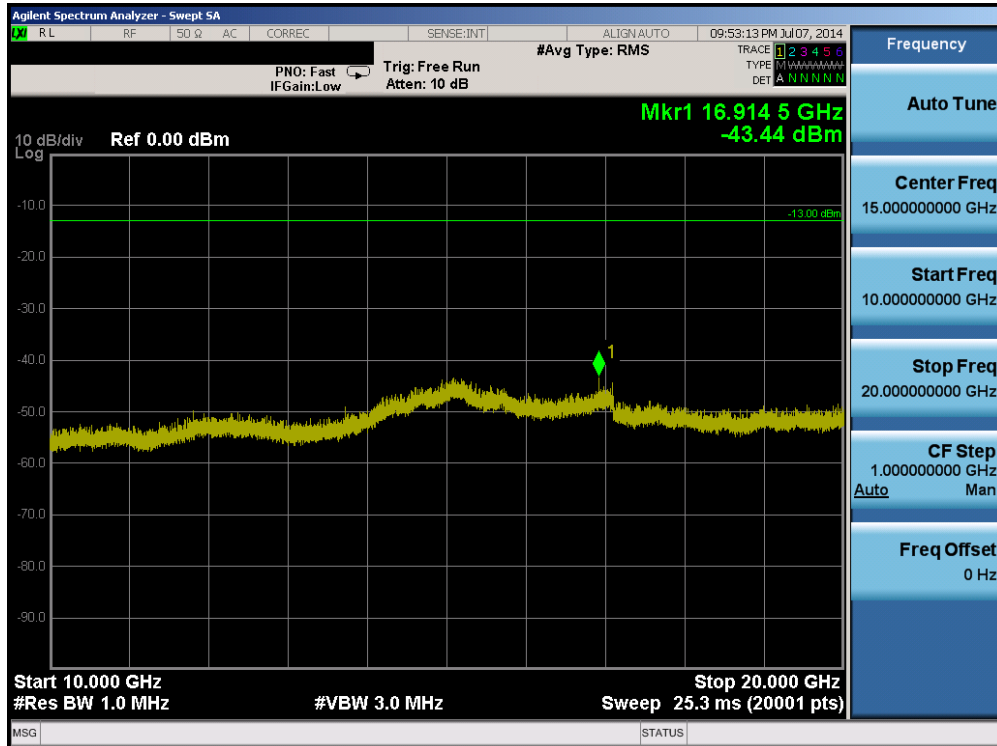 Agilent Spectrum Analyzer - Swept SA
LXI RL RF 50 Ω AC CORREC SENSE:INT ALIGN AUTO 09:53:13 PM Jul 07, 2014
#Avg Type: RMS TRACE 1 2 3 4 5 6
PNO: Fast Trig: Free Run TYPE M WWWWW
IFGain:Low Atten: 10 dB DET A N N N N N
Frequency
Mkr1 16.914 5 GHz
-43.44 dBm
10 dB/div Ref 0.00 dBm
Log
-10.0
-13.00 dBm
-20.0
-30.0
-40.0
1
-50.0
-60.0
-70.0
-80.0
-90.0
Start 10.000 GHz Stop 20.000 GHz
#Res BW 1.0 MHz #VBW 3.0 MHz Sweep 25.3 ms (20001 pts)
MSG STATUS
Auto Tune
Center Freq
15.000000000 GHz
Start Freq
10.000000000 GHz
Stop Freq
20.000000000 GHz
CF Step
1.000000000 GHz
Auto Man
Freq Offset
0 Hz